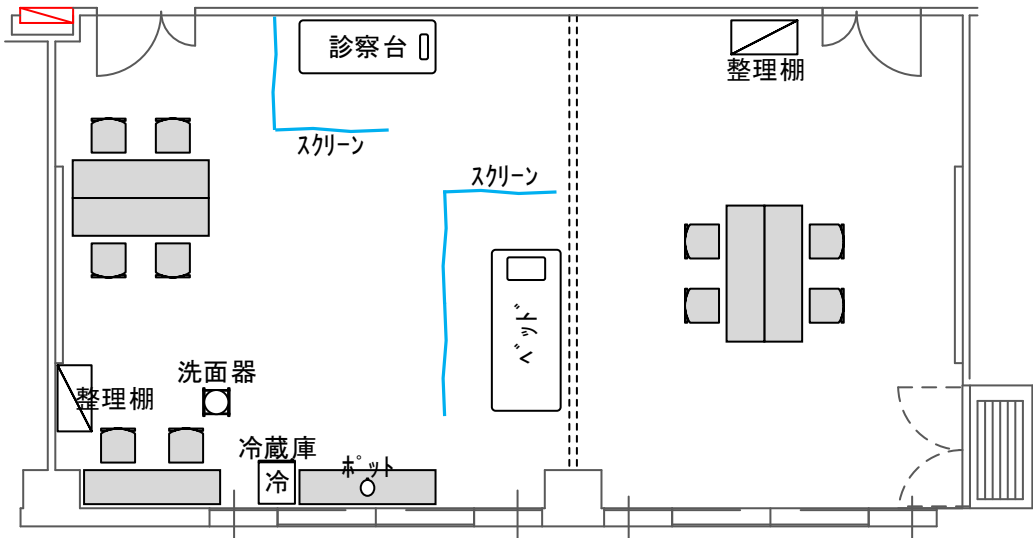 診察台
整理棚
スクリーン
スクリーン
ベッド
洗面器
整理棚
冷蔵庫
ポット
冷